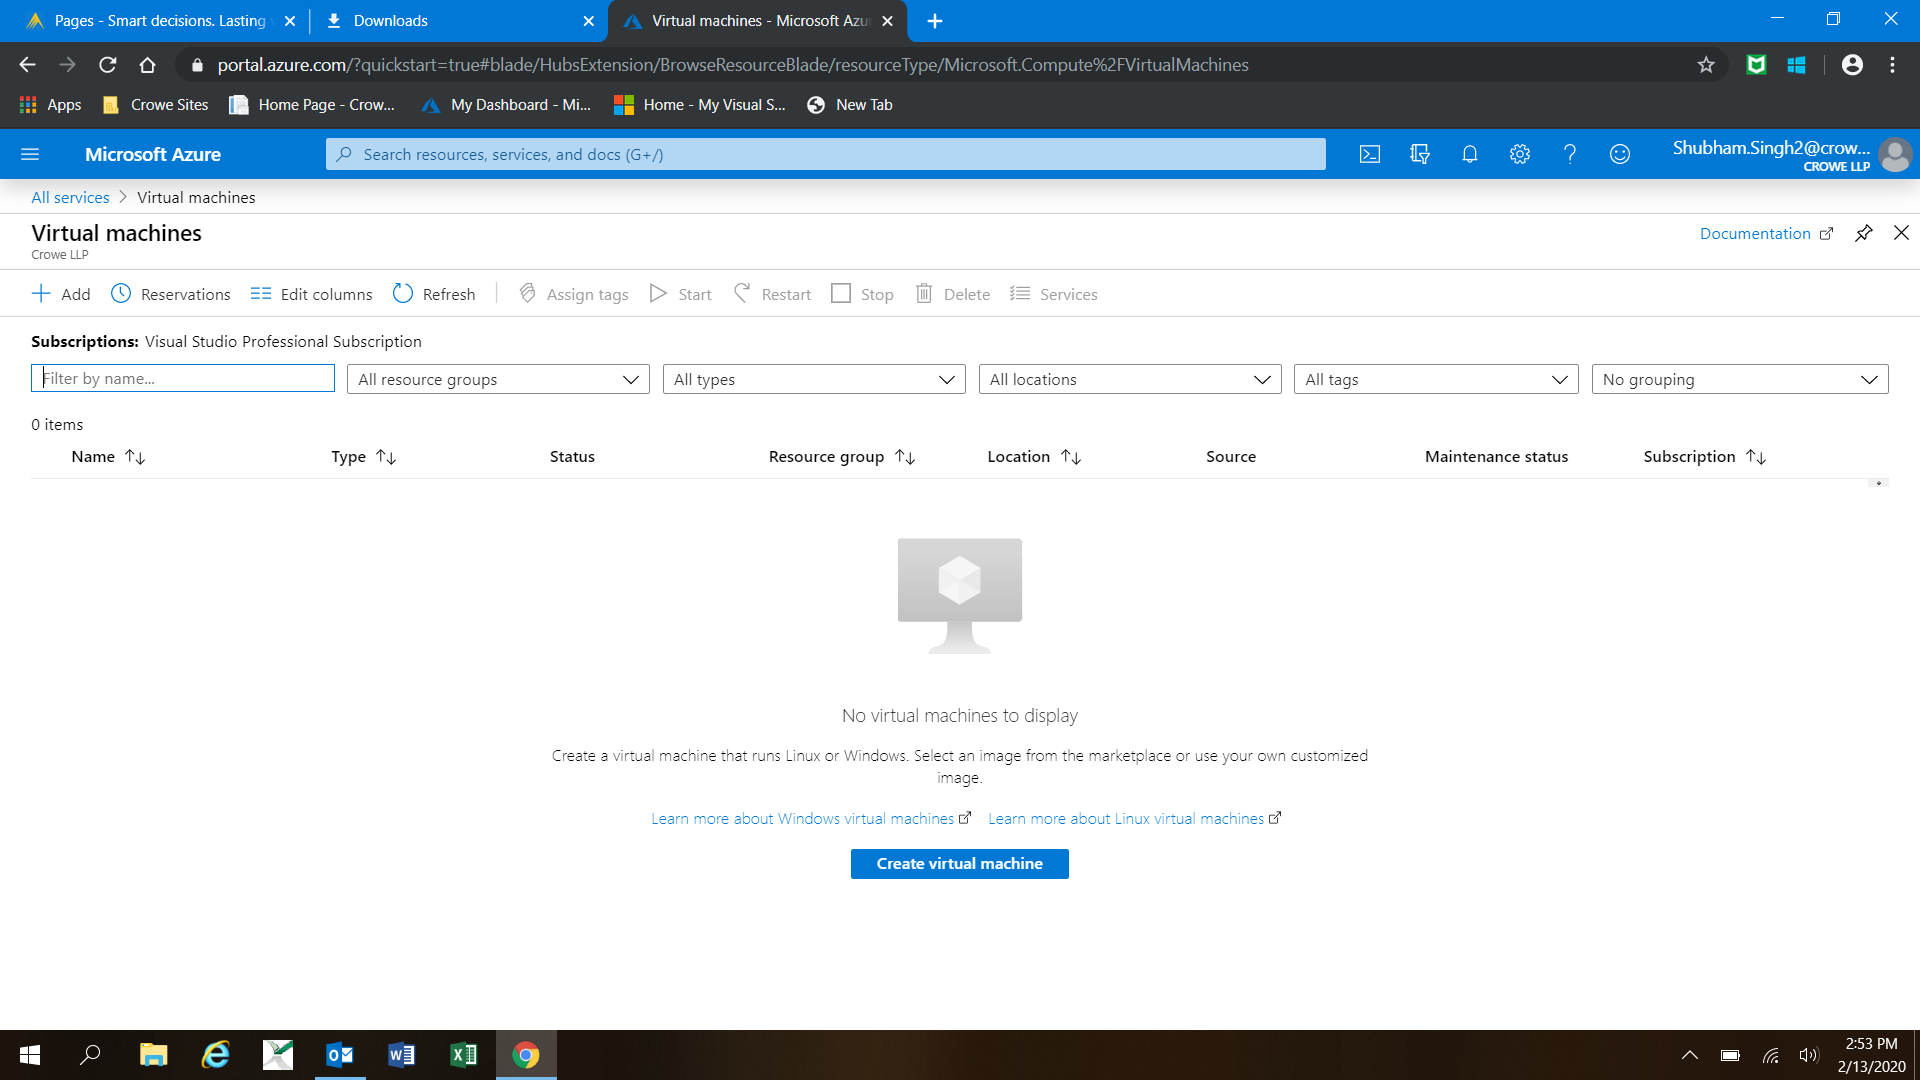 Pages - Smart decisions. Lasting
Downloads
Virtual machines - Microsoft Azu
portal.azure.com/?quickstart=true#blade/HubsExtension/BrowseResourceBlade/resourceType/Microsoft.Compute%2FVirtualMachines
Apps
Crowe Sites
Home Page - Crow...
My Dashboard - Mi...
Home - My Visual S...
New Tab
Microsoft Azure
Search resources, services, and docs (G+/)
Shubham.Singh2@crow...
CROWE LLP
All services > Virtual machines
Virtual machines
Crowe LLP
Documentation
Add
Reservations
Edit columns
Refresh
Assign tags
Start
Restart
Stop
Delete
Services
Subscriptions: Visual Studio Professional Subscription
Filter by name...
All resource groups
All types
All locations
All tags
No grouping
0 items
Name
Type
Status
Resource group
Location
Source
Maintenance status
Subscription
No virtual machines to display
Create a virtual machine that runs Linux or Windows. Select an image from the marketplace or use your own customized
image.
Learn more about Windows virtual machines
Learn more about Linux virtual machines
Create virtual machine
2:53 PM
2/13/2020